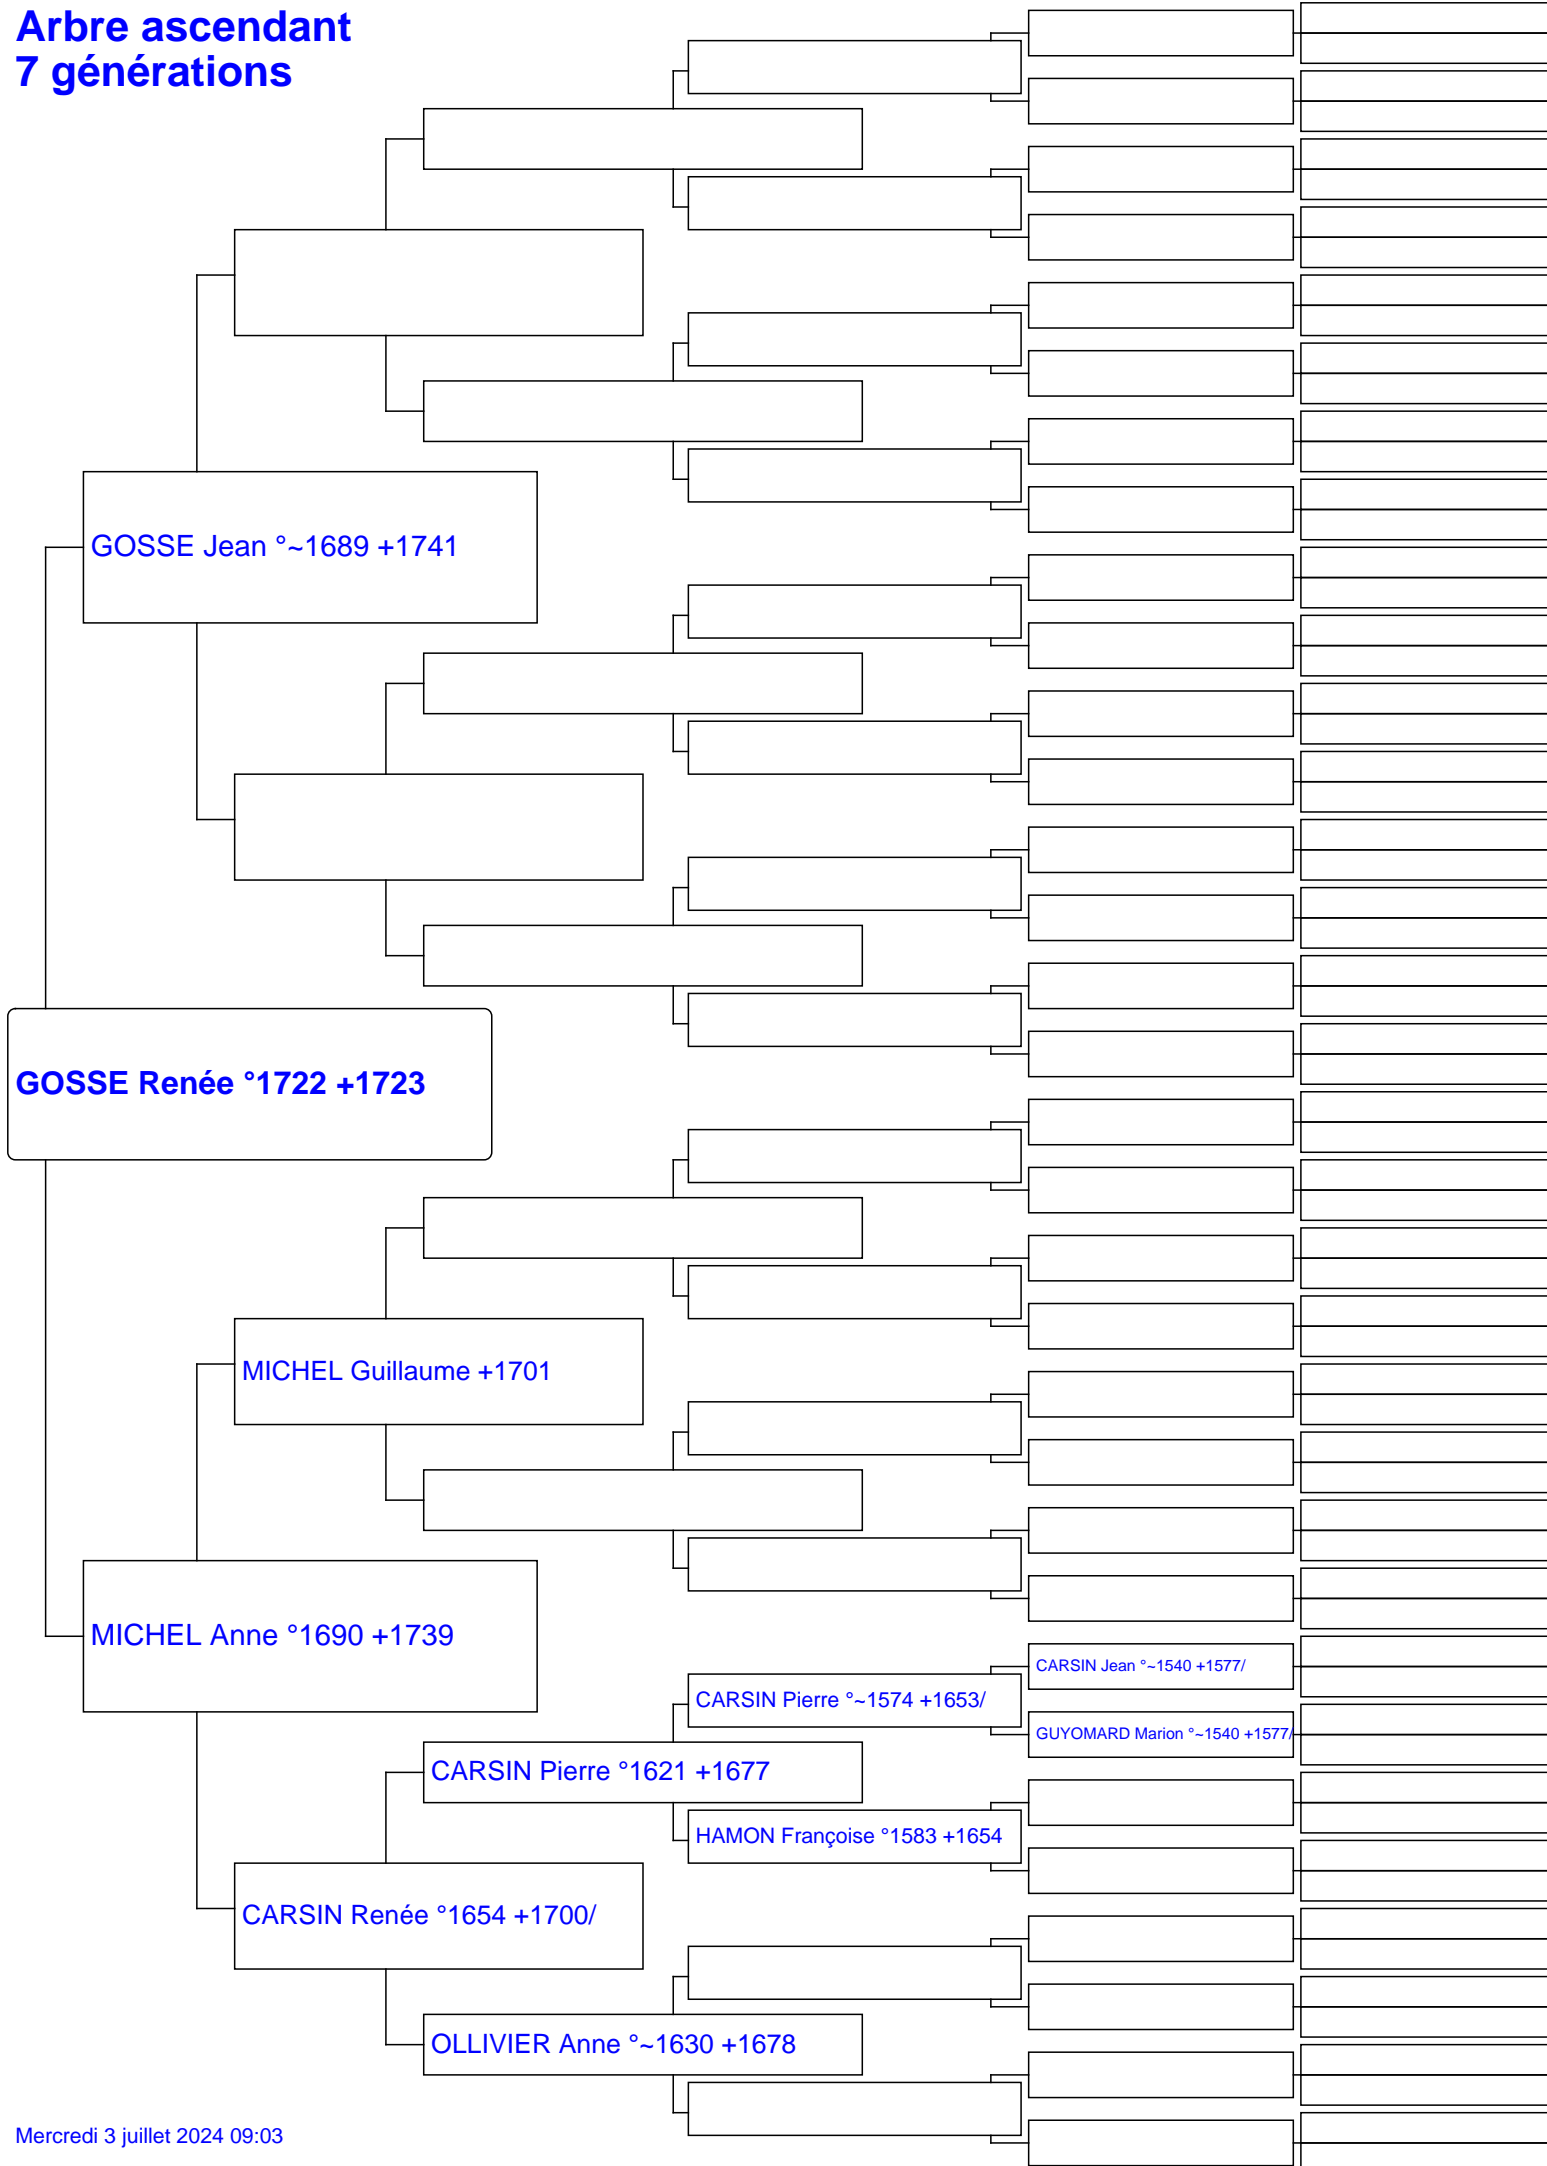 Arbre ascendant
7 générations
GOSSE Jean °~1689 +1741
GOSSE Renée °1722 +1723
MICHEL Guillaume +1701
MICHEL Anne °1690 +1739
CARSIN Jean °~1540 +1577/
CARSIN Pierre °~1574 +1653/
GUYOMARD Marion °~1540 +1577/
CARSIN Pierre °1621 +1677
HAMON Françoise °1583 +1654
CARSIN Renée °1654 +1700/
OLLIVIER Anne °~1630 +1678
Mercredi 3 juillet 2024 09:03